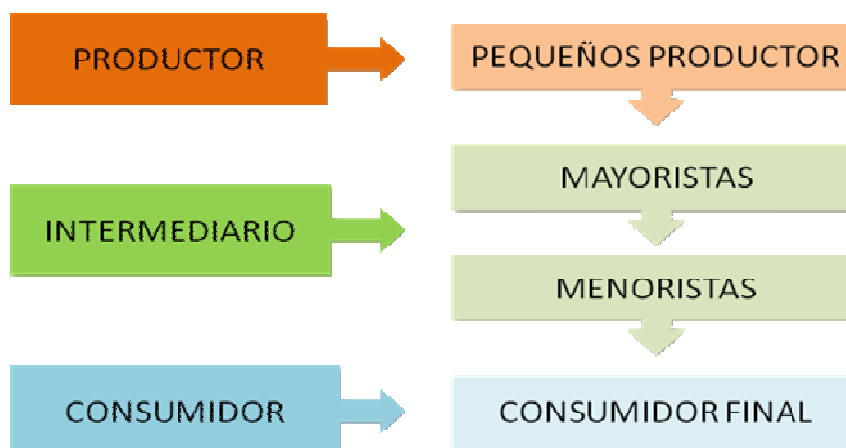 PRODUCTOR
PEQUEÑOS PRODUCTOR
MAYORISTAS
INTERMEDIARIO
MENORISTAS
CONSUMIDOR
CONSUMIDOR FINAL